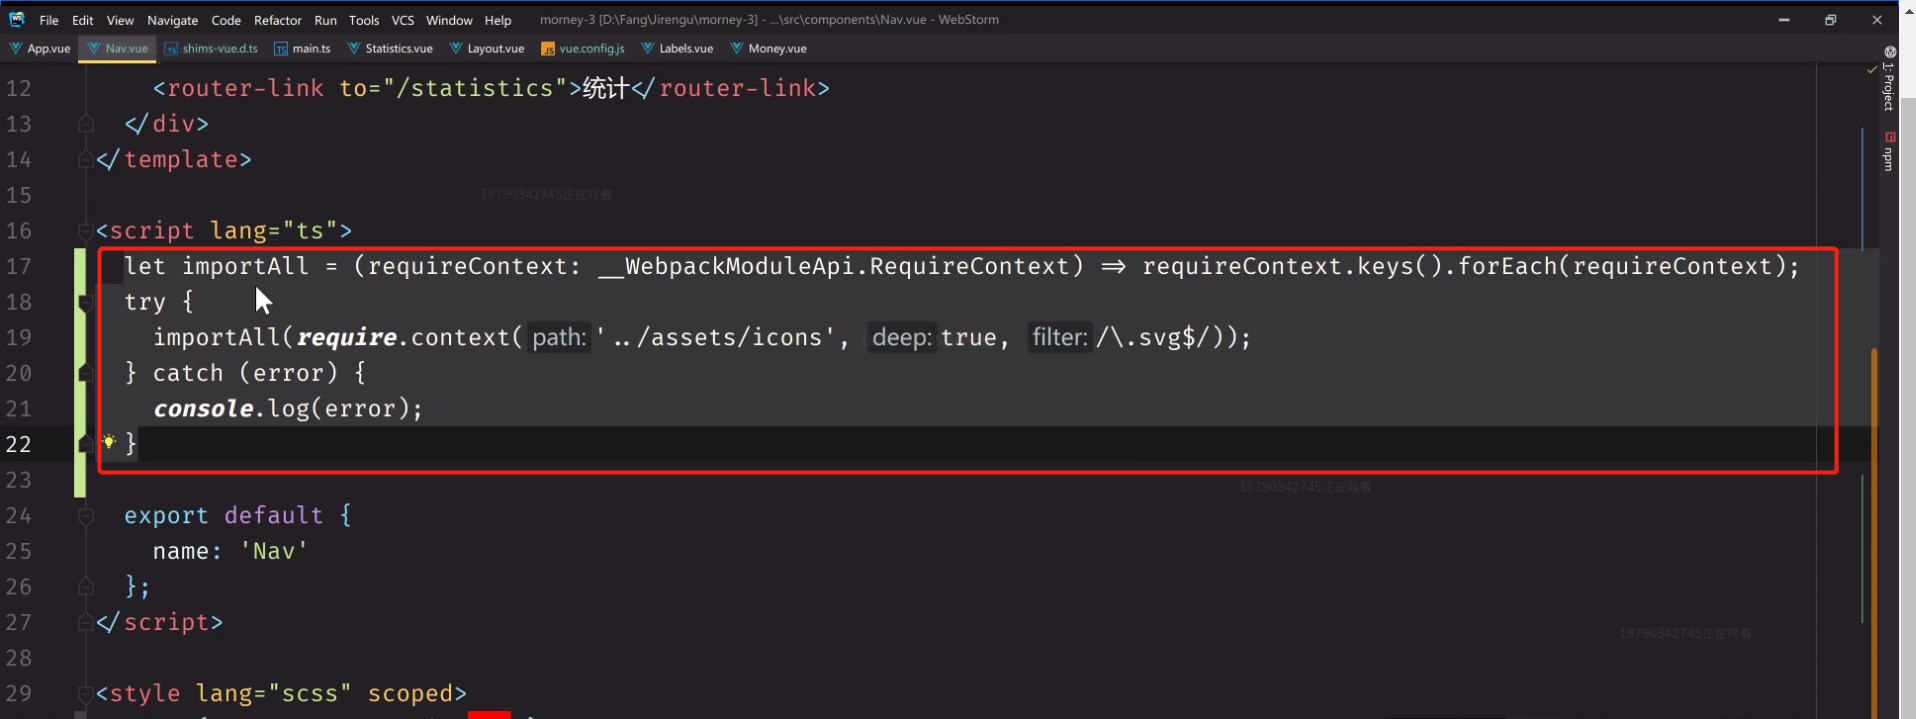 File Edit View Navigate Code Refactor Run Tools VCS Window Help morney-3 [D:\Fang\Jirengu\morney-3] - ...\src\components\Nav.vue - WebStorm
App.vue Nav.vue shims-vue.d.ts main.ts Statistics.vue Layout.vue vue.config.js Labels.vue Money.vue
1: Project
npm
12 <router-link to="/statistics">统计</router-link>
13 </div>
14 </template>
15
18790342745正在观看
16 <script lang="ts">
17 let importAll = (requireContext: __WebpackModuleApi.RequireContext) => requireContext.keys().forEach(requireContext);
18 try {
19 importAll(require.context( path: '../assets/icons', deep: true, filter: /\.svg$/));
20 } catch (error) {
21 console.log(error);
22 }
23
18790342745正在观看
24 export default {
25 name: 'Nav'
26 };
27 </script>
18790342745正在观看
28
29 <style lang="scss" scoped>